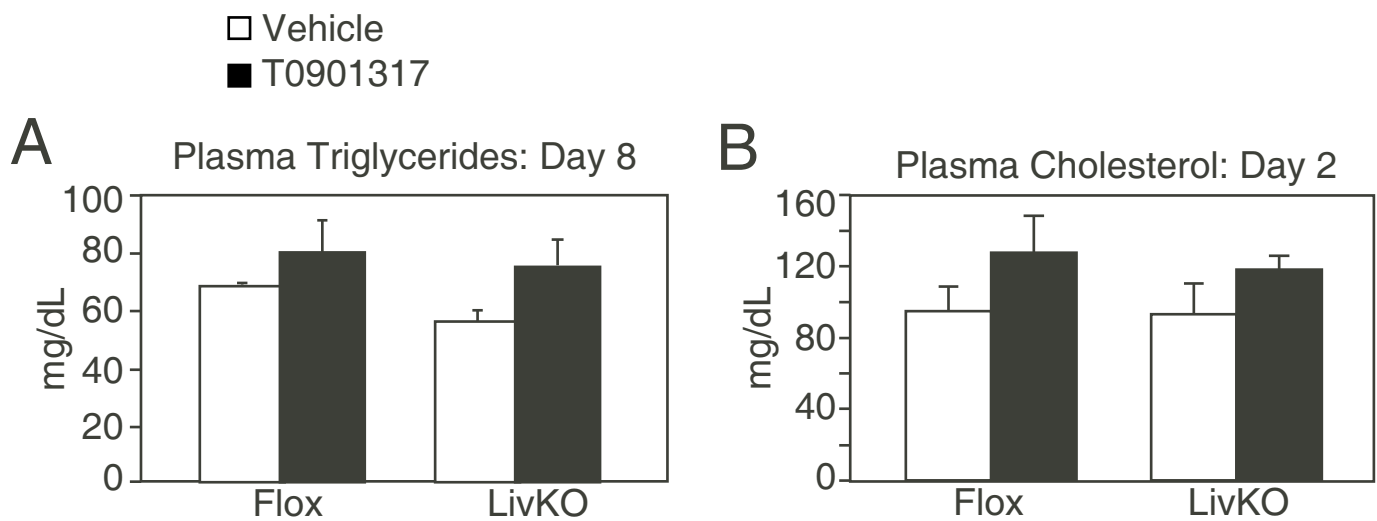 Vehicle
T0901317
A
Plasma Triglycerides: Day 8
100
80
60
40
20
0
mg/dL
Flox
LivKO
B
Plasma Cholesterol: Day 2
160
120
80
40
0
mg/dL
Flox
LivKO